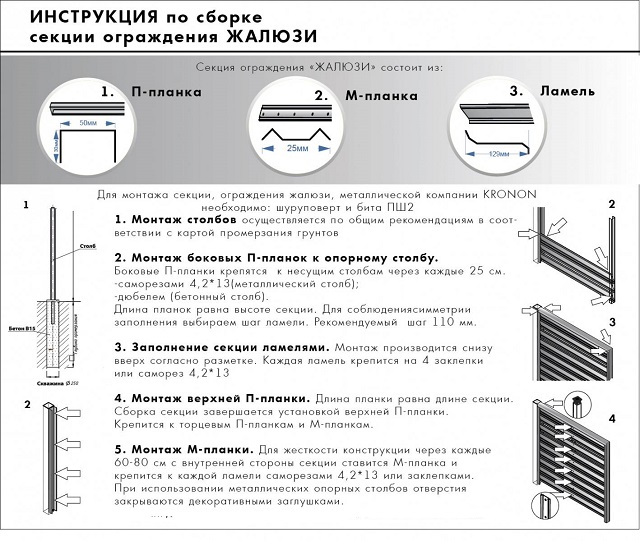 ИНСТРУКЦИЯ по сборке
секции ограждения ЖАЛЮЗИ
Секция ограждения «ЖАЛЮЗИ» состоит из:
1. П-планка
2. М-планка
3. Ламель
50мм
25мм
129мм
Для монтажа секции, ограждения жалюзи, металлической компании KRONON
необходимо: шуруповерт и бита ПШ2
1
1. Монтаж столбов осуществляется по общим рекомендациям в соот-
ветствии с картой промерзания грунтов
2
Столб
2. Монтаж боковых П-планок к опорному столбу.
Боковые П-планки крепятся к несущим столбам через каждые 25 см.
-саморезами 4,2*13(металлический столб);
-дюбелем (бетонный столб).
Длина планок равна высоте секции. Для соблюдениясимметрии
заполнения выбираем шаг ламели. Рекомендуемый шаг 110 мм.
Бетон В15
Скважина Ø 250
3
3. Заполнение секции ламелями. Монтаж производится снизу
вверх согласно разметке. Каждая ламель крепится на 4 заклепки
или саморез 4,2*13
2
4. Монтаж верхней П-планки. Длина планки равна длине секции.
Сборка секции завершается установкой верхней П-планки.
Крепится к торцевым П-планкам и М-планкам.
4
5. Монтаж М-планки. Для жесткости конструкции через каждые
60-80 см с внутренней стороны секции ставится М-планка и
крепится к каждой ламели саморезами 4,2*13 или заклепками.
При использовании металлических опорных столбов отверстия
закрываются декоративными заглушками.